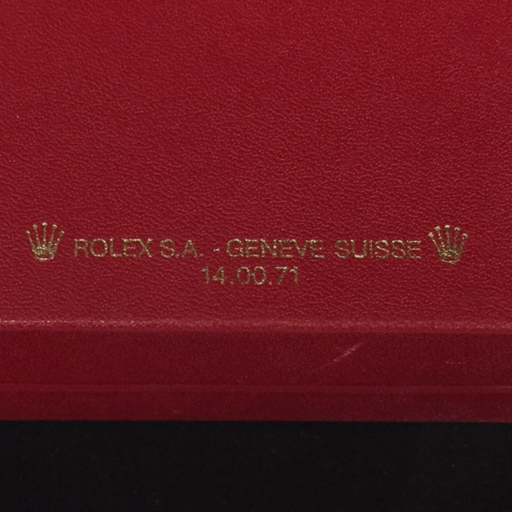 ROLEX S.A. - GENEVE SUISSE
14.00.71